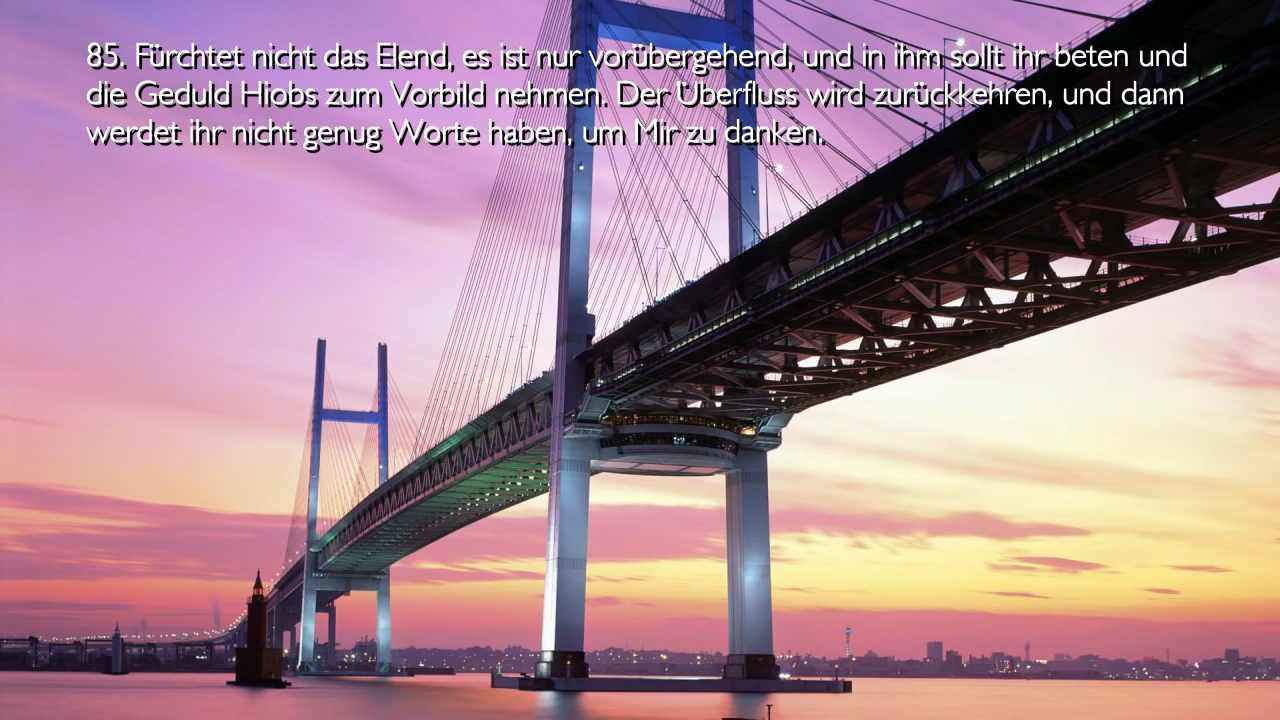 85. Fürchtet nicht das Elend, es ist nur vorübergehend, und in ihm sollt ihr beten und
die Geduld Hiobs zum Vorbild nehmen. Der Überfluss wird zurückkehren, und dann
werdet ihr nicht genug Worte haben, um Mir zu danken.